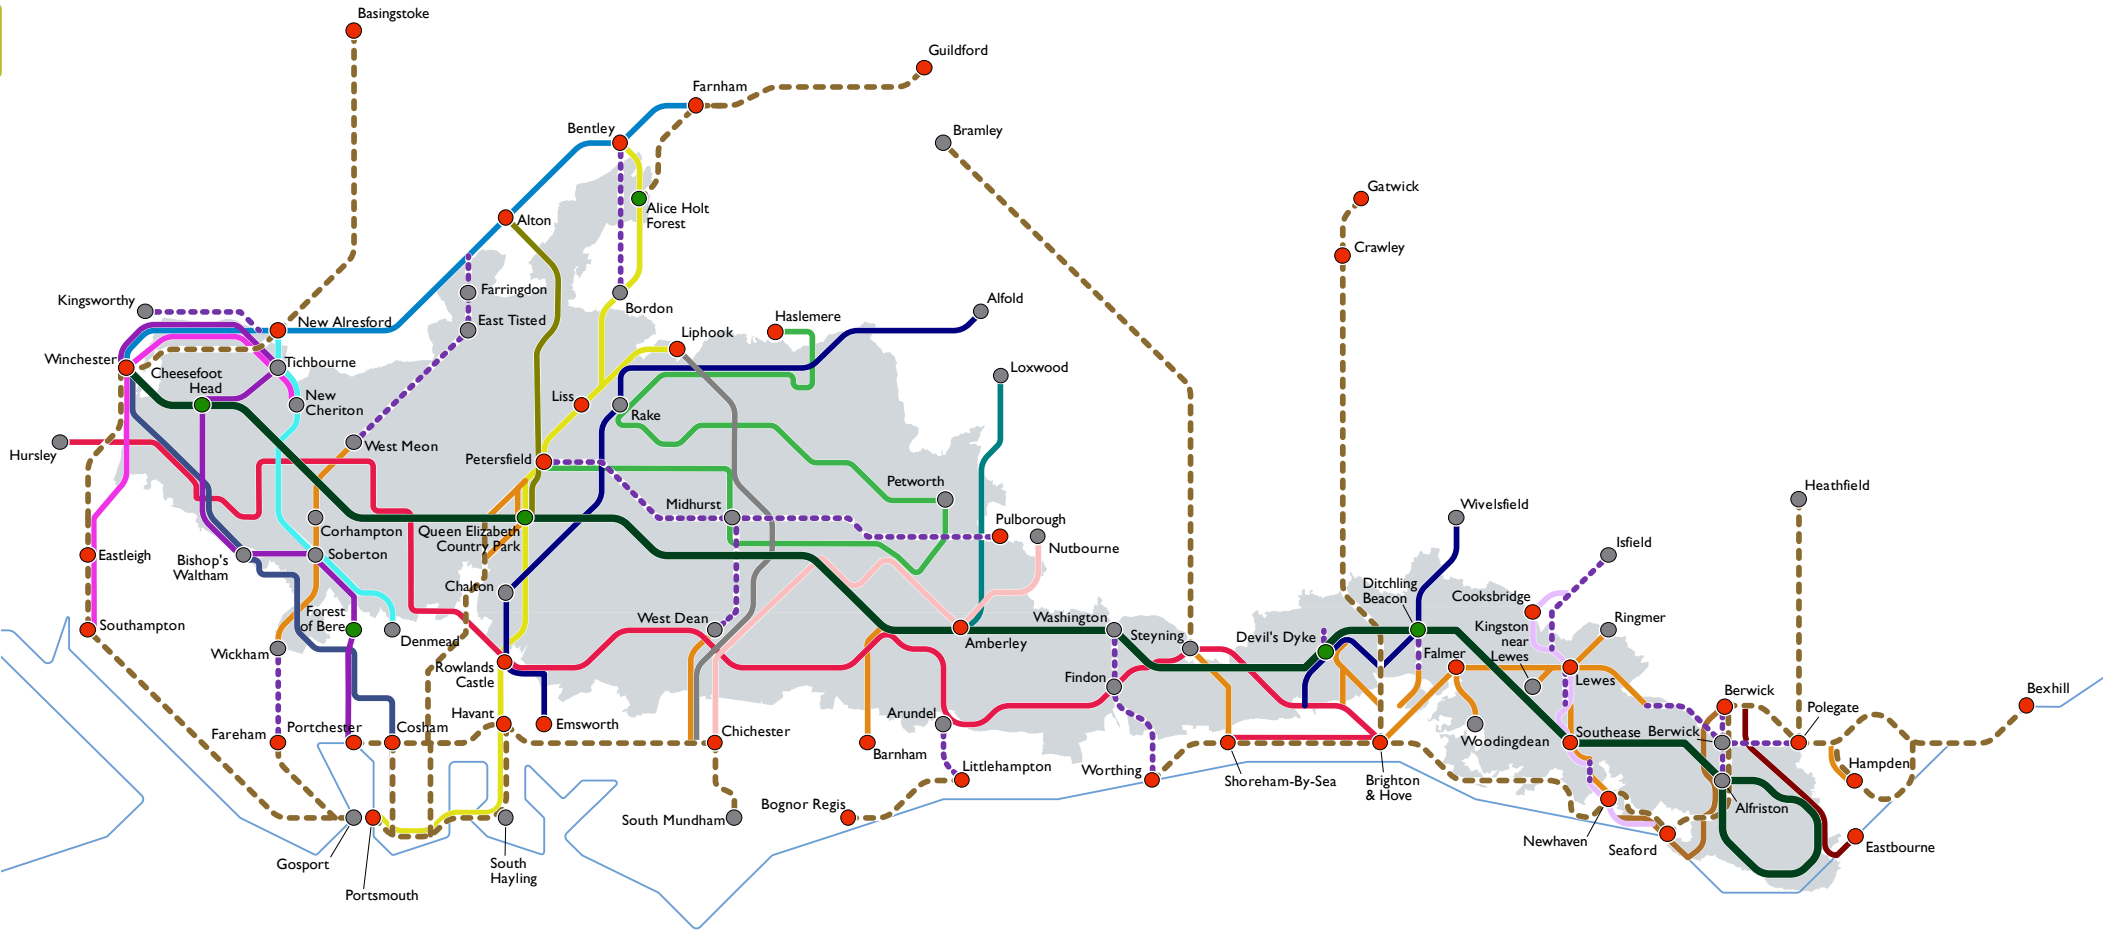 Basingstoke
Guildford
Farnham
Bentley
Bramley
Gatwick
Alice Holt
Forest
Alton
Crawley
Kingsworthy
Farringdon
Bordon
Alfold
New Alresford
East Tisted
Haslemere
Liphook
Winchester
Tichbourne
Cheesefoot
Head
Loxwood
New
Cheriton
Liss
Rake
Hursley
West Meon
Petersfield
Petworth
Heathfield
Midhurst
Wivelsfield
Pulborough
Corhampton
Queen Elizabeth
Country Park
Nutbourne
Isfield
Eastleigh
Bishop's
Waltham
Soberton
Chalton
Ditchling
Beacon
Cooksbridge
Forest
of Bere
Southampton
Denmead
West Dean
Amberley
Washington
Steyning
Devil's Dyke
Kingston
near
Lewes
Ringmer
Wickham
Rowlands
Castle
Falmer
Findon
Lewes
Berwick
Bexhill
Havant
Arundel
Polegate
Fareham
Portchester
Cosham
Emsworth
Chichester
Barnham
Woodingdean
Southease
Berwick
Littlehampton
Worthing
Shoreham-By-Sea
Brighton
& Hove
Hampden
Bognor Regis
South Mundham
Alfriston
Gosport
South
Hayling
Newhaven
Seaford
Eastbourne
Portsmouth